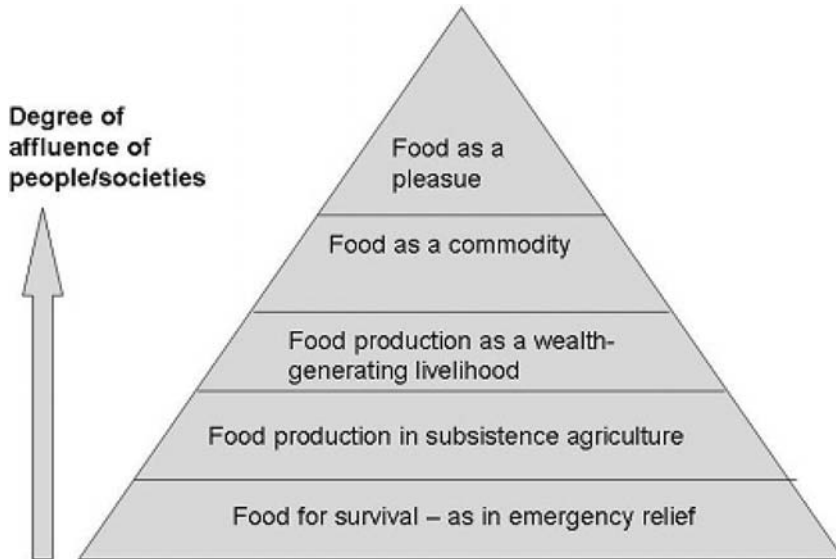 Degree of
affluence of
people/societies
Food as a
pleasue
Food as a commodity
Food production as a wealth-
generating livelihood
Food production in subsistence agriculture
Food for survival – as in emergency relief